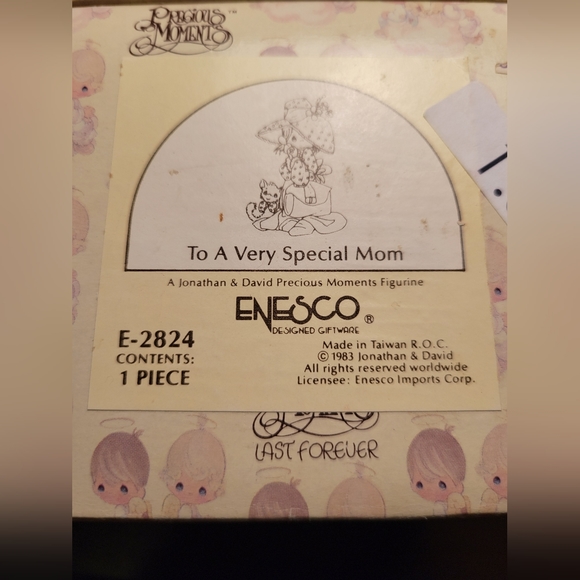 PRECIOUS
MOMENTS™
To A Very Special Mom
A Jonathan & David Precious Moments Figurine
ENESCO®
DESIGNED GIFTWARE
E-2824
CONTENTS:
1 PIECE
Made in Taiwan R.O.C.
© 1983 Jonathan & David
All rights reserved worldwide
Licensee: Enesco Imports Corp.
LAST FOREVER